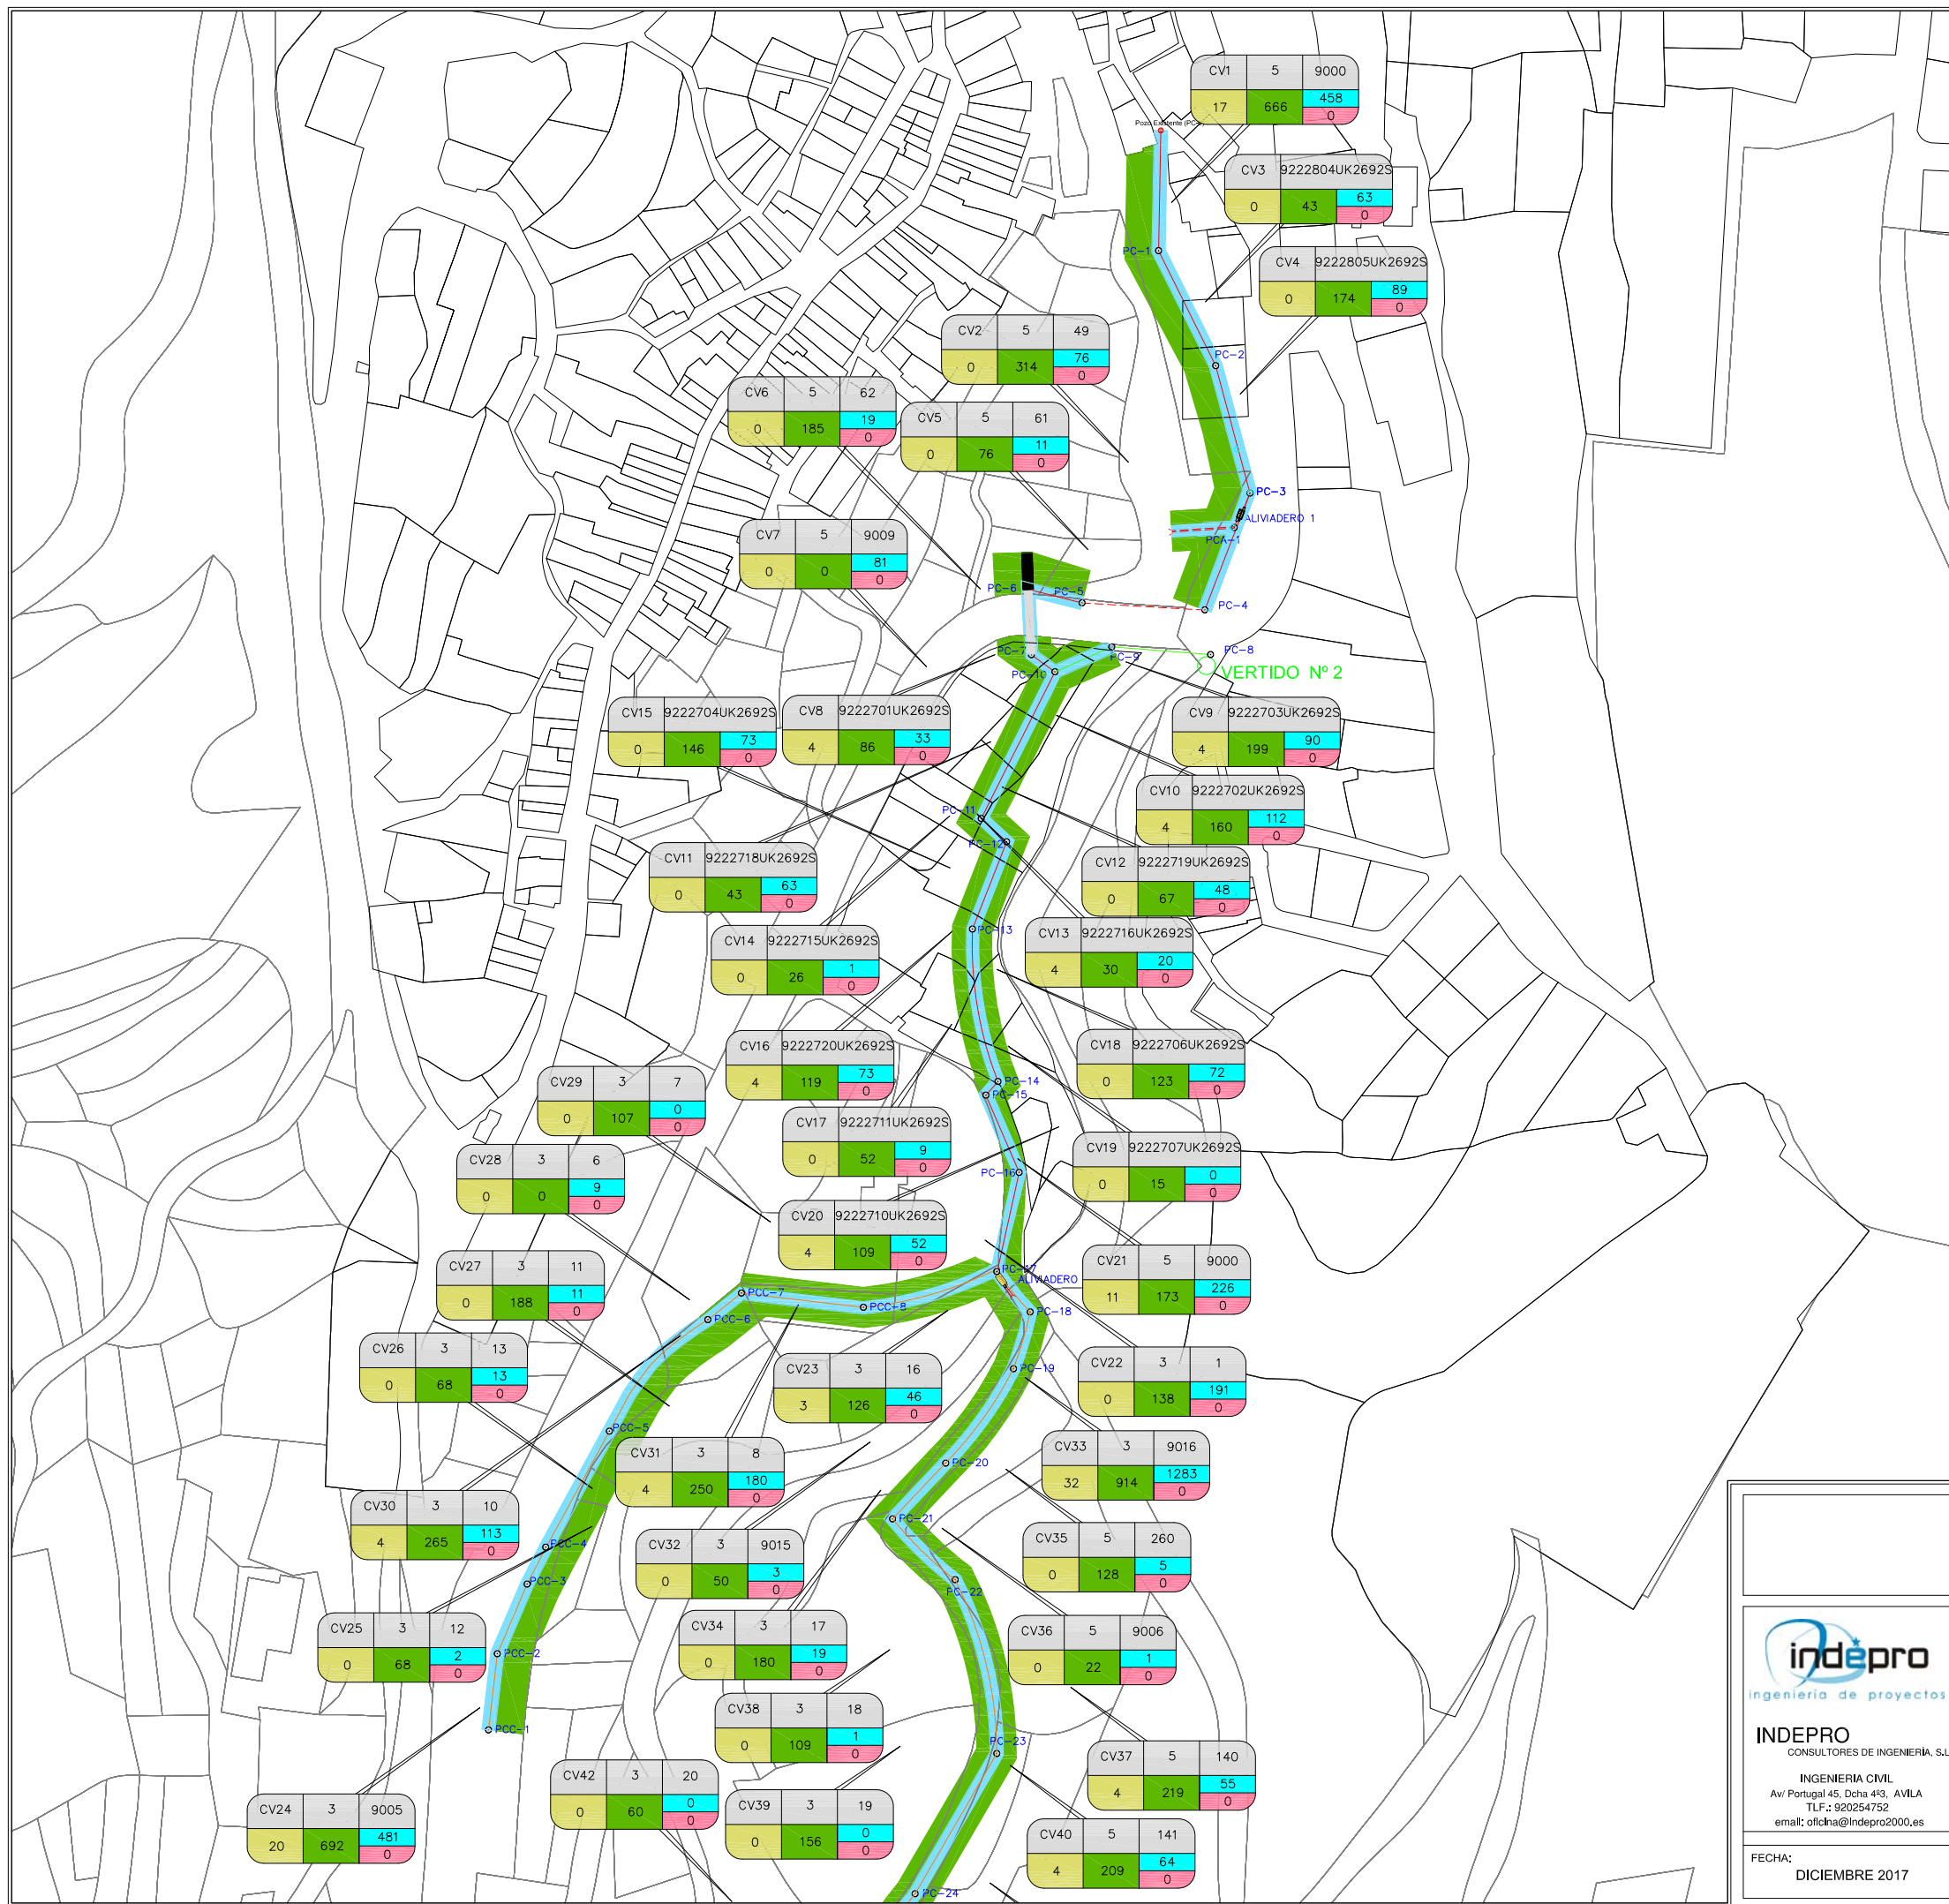 CV1 5 9000
17 666 458
0
Pozo Existente (PC-
CV3 9222804UK2692S
0 43 63
0
PC-1
CV4 9222805UK2692S
0 174 89
0
CV2 5 49
0 314 76
0
PC-2
CV6 5 62
0 185 19
0
CV5 5 61
0 76 11
0
PC-3
ALIVIADERO 1
PCA-1
CV7 5 9009
0 0 81
0
PC-6
PC-5
PC-4
PC-7
PC-9
PC-8
PC-10
VERTIDO Nº 2
CV15 9222704UK2692S
0 146 73
0
CV8 9222701UK2692S
4 86 33
0
CV9 9222703UK2692S
4 199 90
0
CV10 9222702UK2692S
4 160 112
0
PC-11
PC-12
CV11 9222718UK2692S
0 43 63
0
CV12 9222719UK2692S
0 67 48
0
PC-13
CV13 9222716UK2692S
4 30 20
0
CV14 9222715UK2692S
0 26 1
0
CV16 9222720UK2692S
4 119 73
0
CV18 9222706UK2692S
0 123 72
0
PC-14
PC-15
CV29 3 7
0 107 0
0
CV17 9222711UK2692S
0 52 9
0
CV19 9222707UK2692S
0 15 0
0
PC-16
CV28 3 6
0 0 9
0
CV20 9222710UK2692S
4 109 52
0
CV21 5 9000
11 173 226
0
PC-17
ALIVIADERO
PC-18
CV27 3 11
0 188 11
0
PCC-7
PCC-8
PCC-6
CV26 3 13
0 68 13
0
CV23 3 16
3 126 46
0
PC-19
CV22 3 1
0 138 191
0
PCC-5
CV31 3 8
4 250 180
0
CV33 3 9016
32 914 1283
0
PC-20
CV30 3 10
4 265 113
0
PC-21
CV35 5 260
0 128 5
0
CV32 3 9015
0 50 3
0
PCC-4
PCC-3
PC-22
CV25 3 12
0 68 2
0
CV34 3 17
0 180 19
0
CV36 5 9006
0 22 1
0
PCC-2
CV38 3 18
0 109 1
0
PCC-1
PC-23
CV37 5 140
4 219 55
0
CV42 3 20
0 60 0
0
CV24 3 9005
20 692 481
0
CV39 3 19
0 156 0
0
CV40 5 141
4 209 64
0
PC-24
indepro
ingeniería de proyectos
INDEPRO
CONSULTORES DE INGENIERÍA, S.L
INGENIERIA CIVIL
Av/ Portugal 45, Dcha 4º3, AVILA
TLF.: 920254752
email: oficina@indepro2000.es
FECHA:
DICIEMBRE 2017